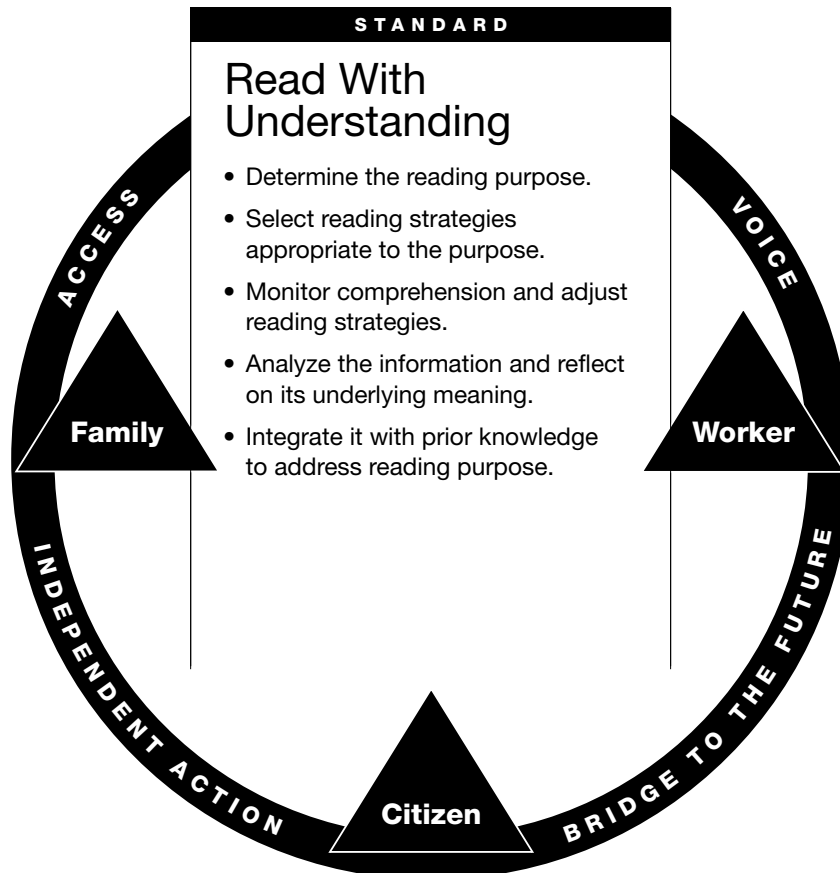 STANDARD
Read With
Understanding
• Determine the reading purpose.
• Select reading strategies
appropriate to the purpose.
• Monitor comprehension and adjust
reading strategies.
• Analyze the information and reflect
on its underlying meaning.
• Integrate it with prior knowledge
to address reading purpose.
ACCESS
VOICE
Family
Worker
INDEPENDENT ACTION
BRIDGE TO THE FUTURE
Citizen